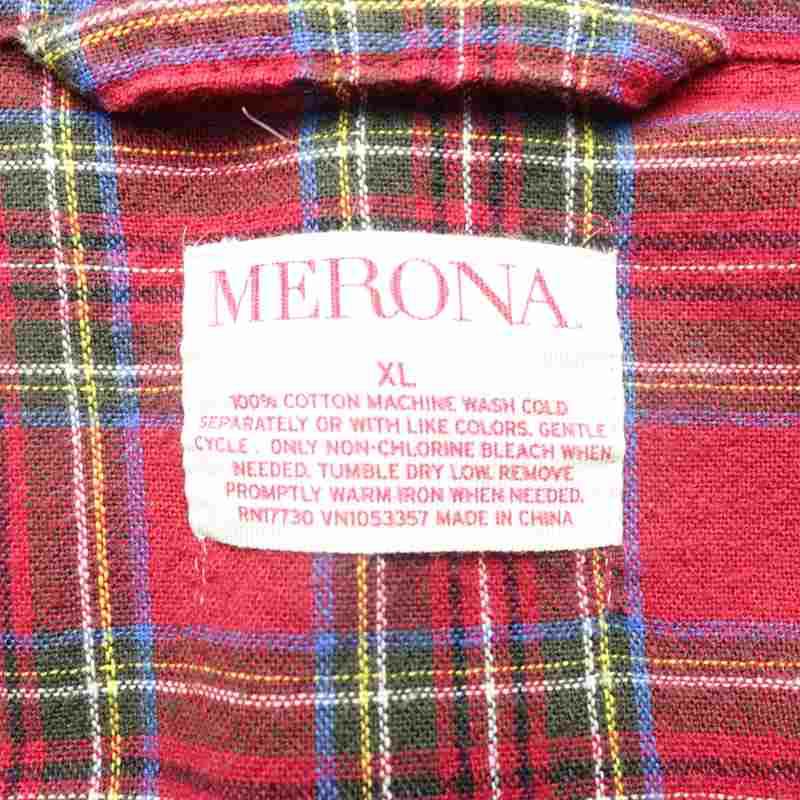 MERONA
XL
100% COTTON MACHINE WASH COLD
SEPARATELY OR WITH LIKE COLORS. GENTLE
CYCLE . ONLY NON-CHLORINE BLEACH WHEN
NEEDED. TUMBLE DRY LOW. REMOVE
PROMPTLY WARM IRON WHEN NEEDED.
RN17730 VN1053357 MADE IN CHINA